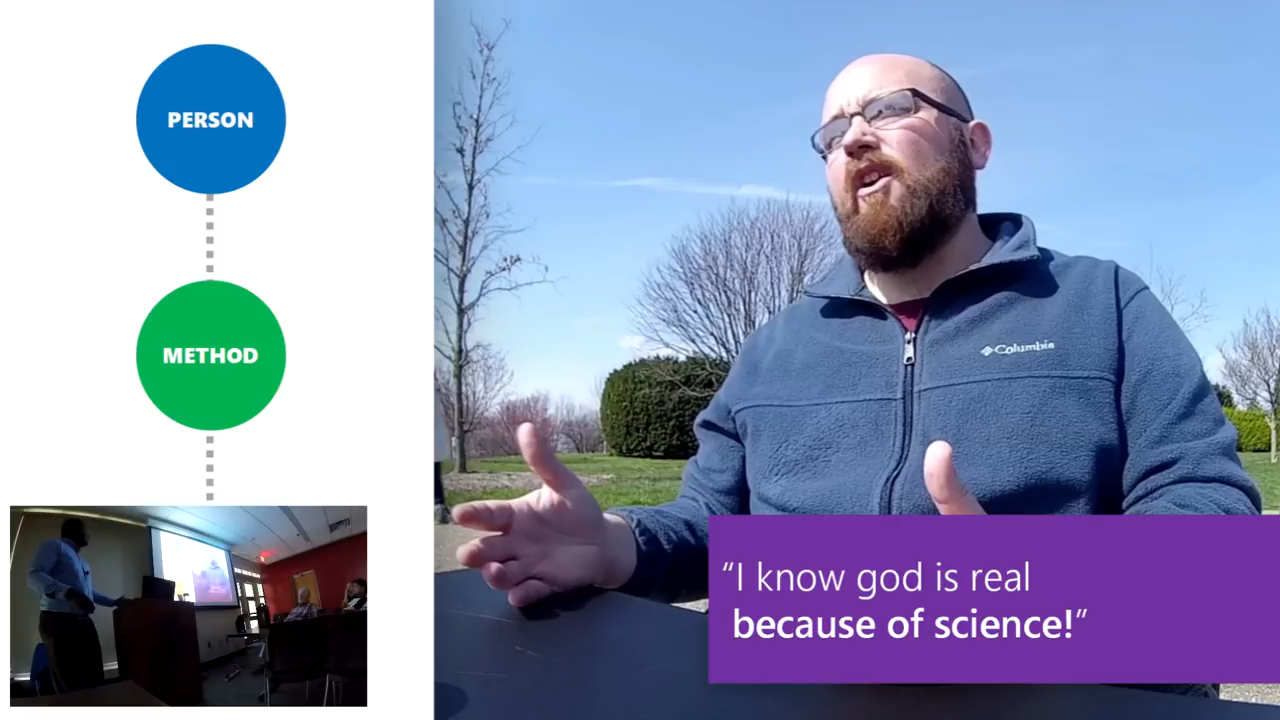 PERSON
METHOD
Columbia
“I know god is real
because of science!”